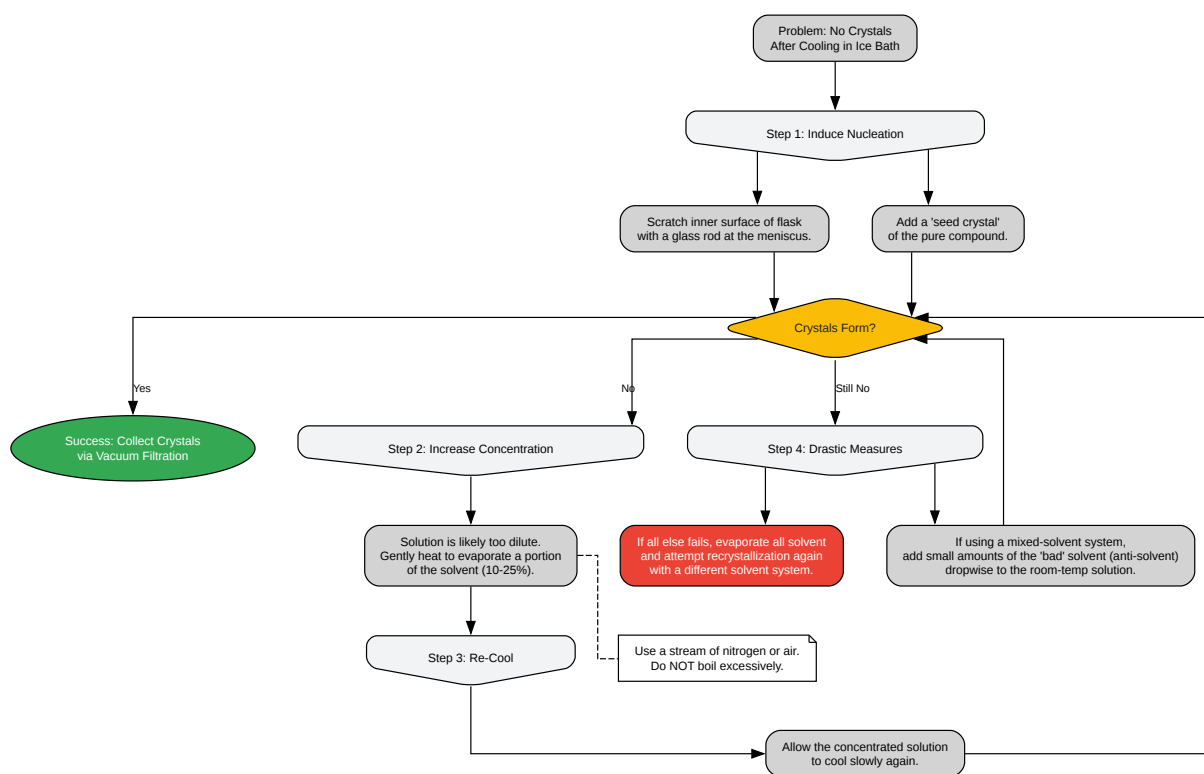 Problem: No Crystals
After Cooling in Ice Bath
Step 1: Induce Nucleation
Scratch inner surface of flask
with a glass rod at the meniscus.
Add a 'seed crystal'
of the pure compound.
Crystals Form?
Yes
No
Still No
Success: Collect Crystals
via Vacuum Filtration
Step 2: Increase Concentration
Step 4: Drastic Measures
Solution is likely too dilute.
Gently heat to evaporate a portion
of the solvent (10-25%).
If all else fails, evaporate all solvent
and attempt recrystallization again
with a different solvent system.
If using a mixed-solvent system,
add small amounts of the 'bad' solvent (anti-solvent)
dropwise to the room-temp solution.
Step 3: Re-Cool
Use a stream of nitrogen or air.
Do NOT boil excessively.
Allow the concentrated solution
to cool slowly again.